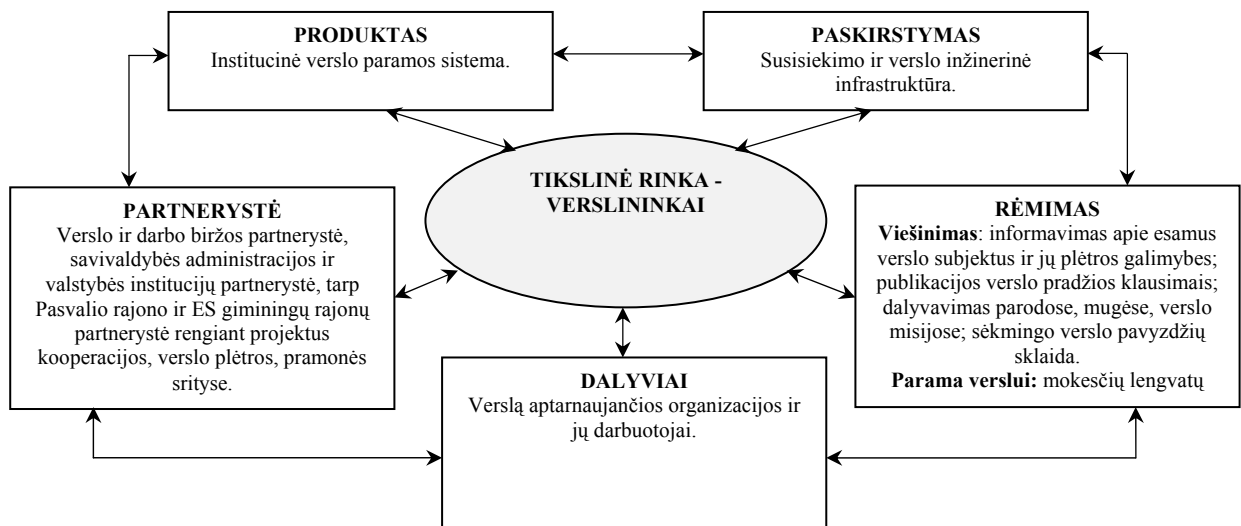 PRODUKTAS
Institucinė verslo paramos sistema.
PASKIRSTYMAS
Susisiekimo ir verslo inžinerinė
infrastruktūra.
TIKSLINĖ RINKA -
VERSLININKAI
PARTNERYSTĖ
Verslo ir darbo biržos partnerystė,
savivaldybės administracijos ir
valstybės institucijų partnerystė, tarp
Pasvalio rajono ir ES giminingų rajonų
partnerystė rengiant projektus
kooperacijos, verslo plėtros, pramonės
srityse.
RĖMIMAS
Viešinimas: informavimas apie esamus
verslo subjektus ir jų plėtros galimybes;
publikacijos verslo pradžios klausimais;
dalyvavimas parodose, mugėse, verslo
misijose; sėkmingo verslo pavyzdžių
sklaida.
Parama verslui: mokesčių lengvatų
DALYVIAI
Verslą aptarnaujančios organizacijos ir
jų darbuotojai.